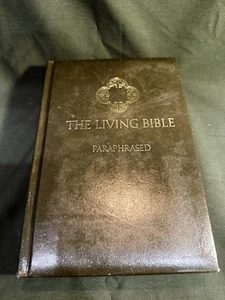 THE LIVING BIBLE
PARAPHRASED